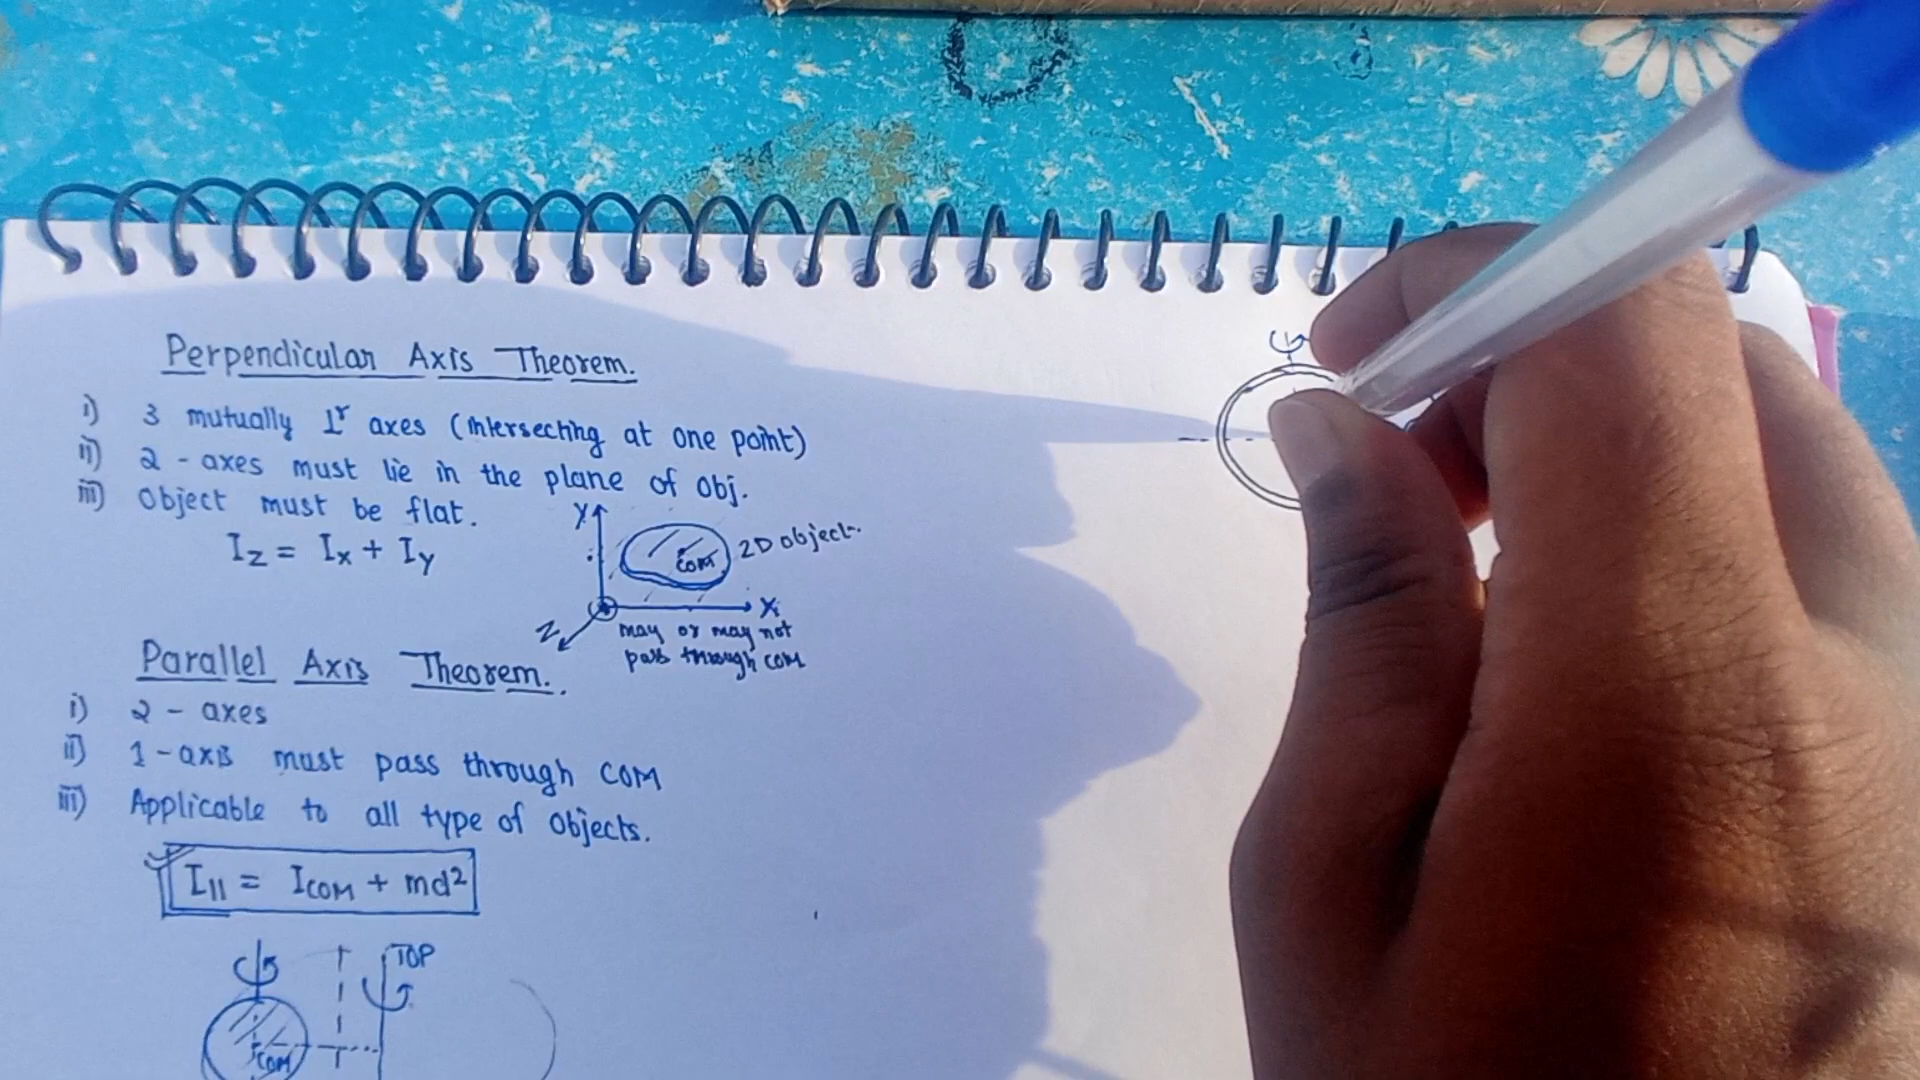 Perpendicular Axis Theorem.
i) 3 mutually ⊥r axes (intersecting at one point)
ii) 2 - axes must lie in the plane of obj.
iii) Object must be flat.
Iz = Ix + Iy
Y
COM
2D object.
X
Z
may or may not
pass through COM
Parallel Axis Theorem.
i) 2 - axes
ii) 1 - axis must pass through COM
iii) Applicable to all type of Objects.
I|| = ICOM + md²
TOP
COM